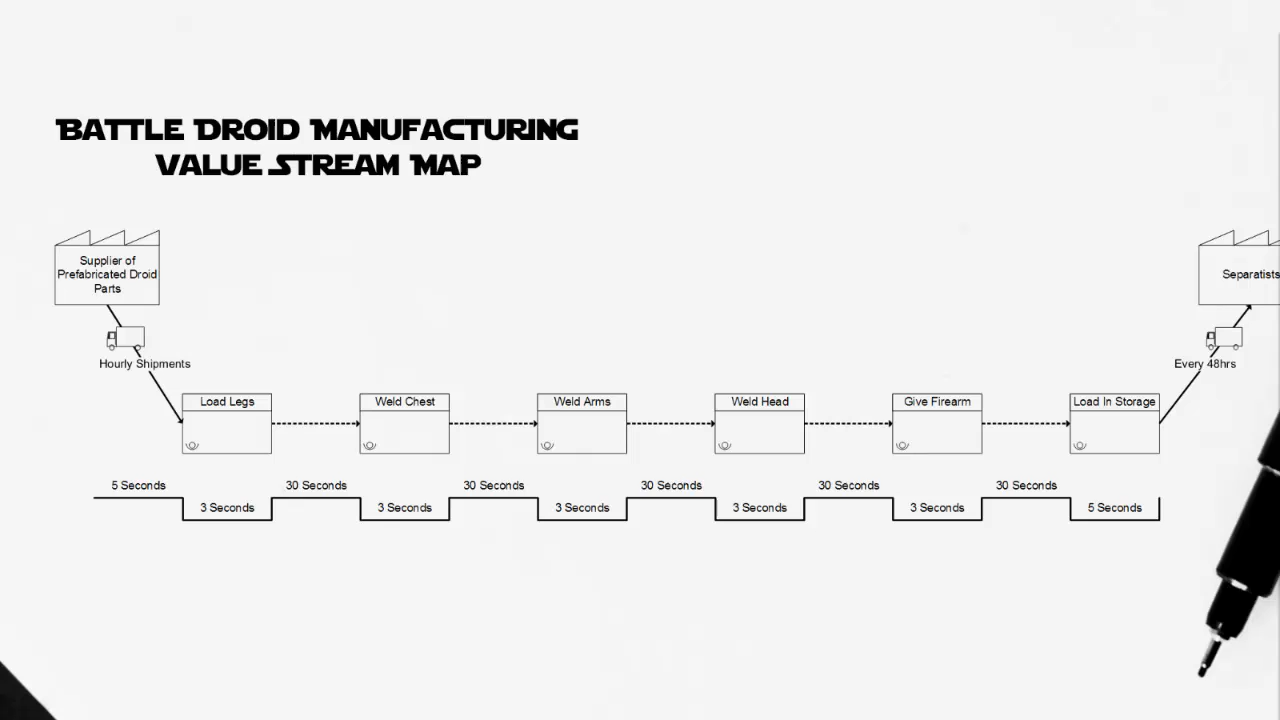 Battle Droid Manufacturing
Value Stream Map
Supplier of
Prefabricated Droid
Parts
Separatists
Hourly Shipments
Every 48hrs
Load Legs
Weld Chest
Weld Arms
Weld Head
Give Firearm
Load In Storage
5 Seconds
30 Seconds
30 Seconds
30 Seconds
30 Seconds
30 Seconds
3 Seconds
3 Seconds
3 Seconds
3 Seconds
3 Seconds
5 Seconds